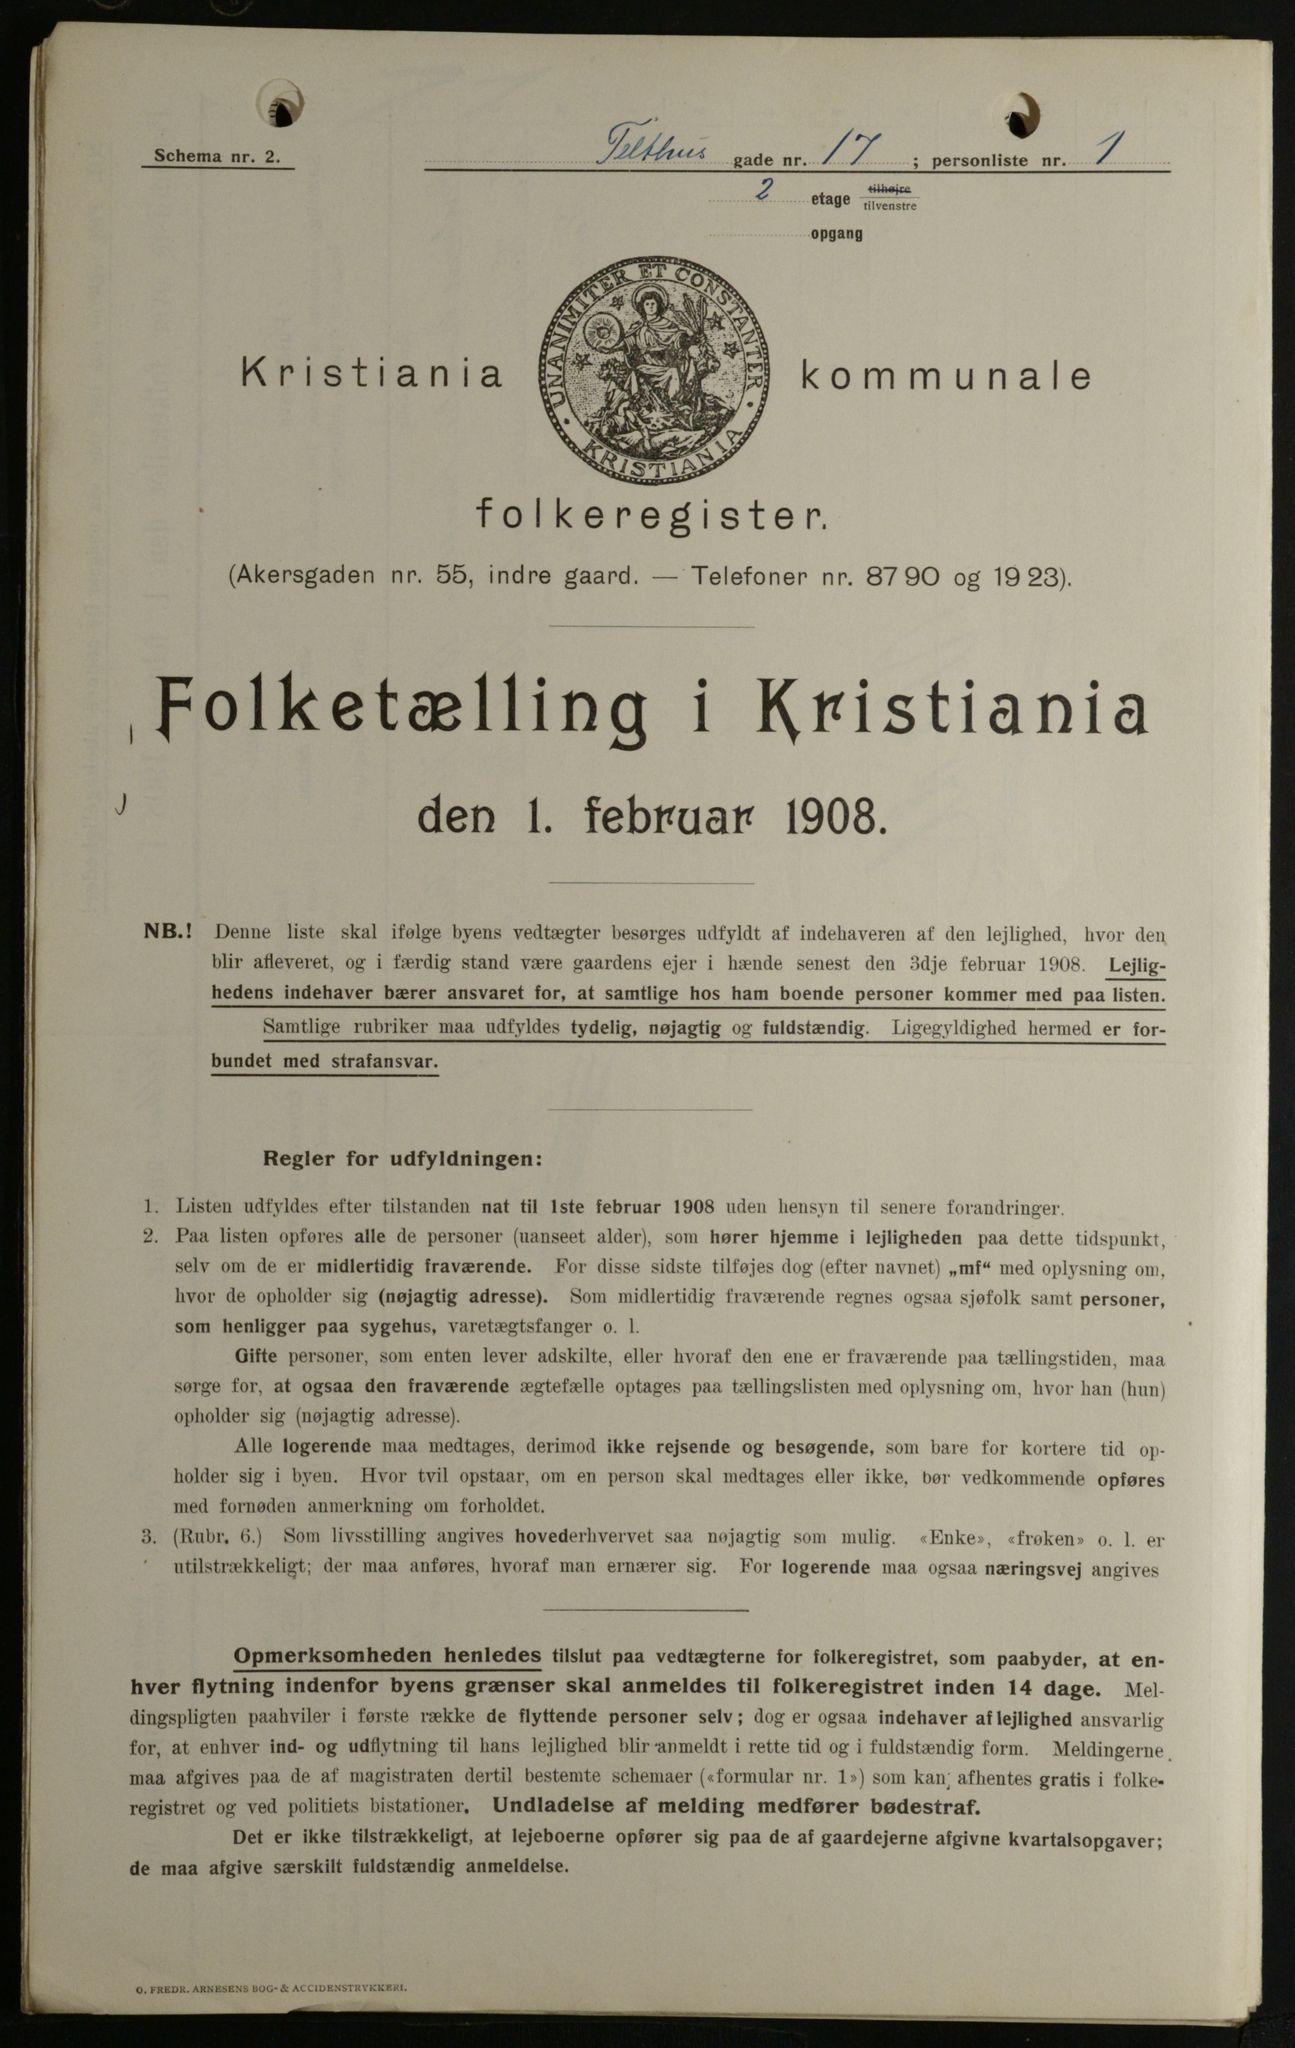 Schema nr. 2.
Telthus gade nr. 17 ; personliste nr. 1
2 etage tilhøjre
tilvenstre
opgang
UNANIMITER ET CONSTANTER
KRISTIANIA
Kristiania kommunale
folkeregister.
(Akersgaden nr. 55, indre gaard. — Telefoner nr. 87 90 og 19 23).
Folketælling i Kristiania
den 1. februar 1908.
NB.! Denne liste skal ifølge byens vedtægter besørges udfyldt af indehaveren af den lejlighed, hvor den
blir afleveret, og i færdig stand være gaardens ejer i hænde senest den 3dje februar 1908. Lejlig-
hedens indehaver bærer ansvaret for, at samtlige hos ham boende personer kommer med paa listen.
Samtlige rubriker maa udfyldes tydelig, nøjagtig og fuldstændig. Ligegyldighed hermed er for-
bundet med strafansvar.
Regler for udfyldningen:
1. Listen udfyldes efter tilstanden nat til 1ste februar 1908 uden hensyn til senere forandringer.
2. Paa listen opføres alle de personer (uanseet alder), som hører hjemme i lejligheden paa dette tidspunkt,
selv om de er midlertidig fraværende. For disse sidste tilføjes dog (efter navnet) „mf“ med oplysning om,
hvor de opholder sig (nøjagtig adresse). Som midlertidig fraværende regnes ogsaa sjøfolk samt personer,
som henligger paa sygehus, varetægtsfanger o. l.
Gifte personer, som enten lever adskilte, eller hvoraf den ene er fraværende paa tællingstiden, maa
sørge for, at ogsaa den fraværende ægtefælle optages paa tællingslisten med oplysning om, hvor han (hun)
opholder sig (nøjagtig adresse).
Alle logerende maa medtages, derimod ikke rejsende og besøgende, som bare for kortere tid op-
holder sig i byen. Hvor tvil opstaar, om en person skal medtages eller ikke, bør vedkommende opføres
med fornøden anmerkning om forholdet.
3. (Rubr. 6.) Som livsstilling angives hovederhvervet saa nøjagtig som mulig. «Enke», «frøken» o. l. er
utilstrækkeligt; der maa anføres, hvoraf man ernærer sig. For logerende maa ogsaa næringsvej angives
Opmerksomheden henledes tilslut paa vedtægterne for folkeregistret, som paabyder, at en-
hver flytning indenfor byens grænser skal anmeldes til folkeregistret inden 14 dage. Mel-
dingspligten paahviler i første række de flyttende personer selv; dog er ogsaa indehaver af lejlighed ansvarlig
for, at enhver ind- og udflytning til hans lejlighed blir anmeldt i rette tid og i fuldstændig form. Meldingerne
maa afgives paa de af magistraten dertil bestemte schemaer («formular nr. 1») som kan afhentes gratis i folke-
registret og ved politiets bistationer. Undladelse af melding medfører bødestraf.
Det er ikke tilstrækkeligt, at lejeboerne opfører sig paa de af gaardejerne afgivne kvartalsopgaver;
de maa afgive særskilt fuldstændig anmeldelse.
O. FREDR. ARNESENS BOG- & ACCIDENSTRYKKERI.